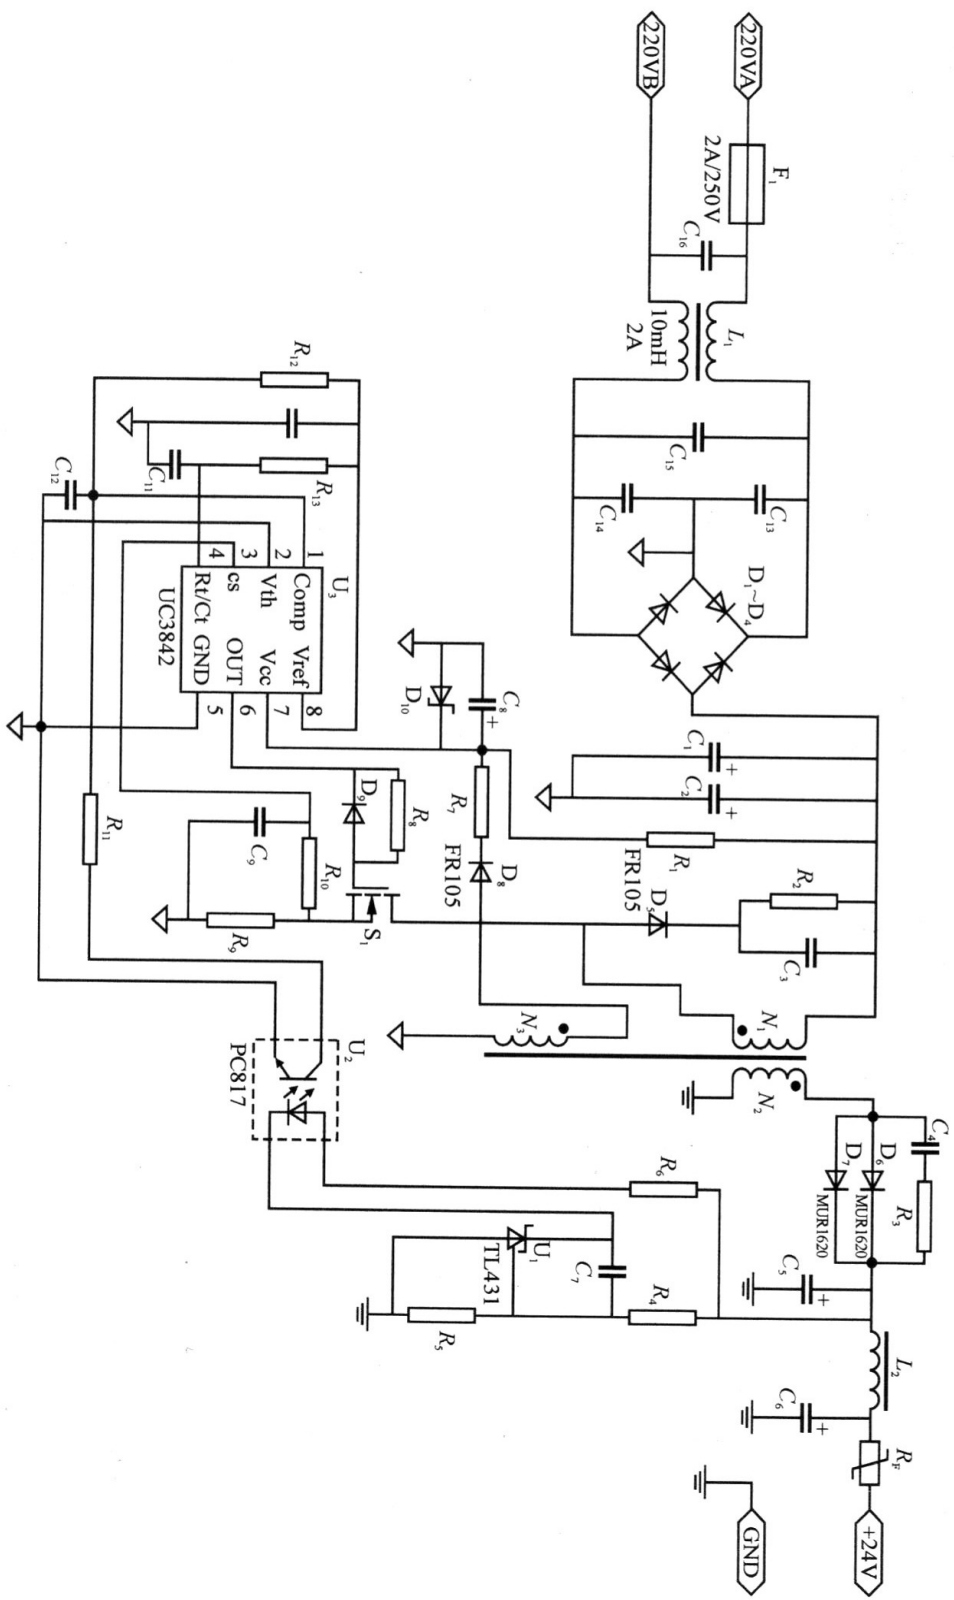 220VA
F₁
2A/250V
220VB
C₁₆
L₁
10mH
2A
C₁₅
C₁₃
C₁₄
D₁~D₄
C₁
+
C₂
+
R₁
R₂
C₃
D₅
FR105
N₁
N₂
N₃
C₄
R₃
D₆
MUR1620
D₇
MUR1620
C₅
+
L₂
C₆
+
R_F
+24V
GND
C₈
+
D₁₀
R₇
D₈
FR105
R₈
D₉
S₁
R₁₀
C₉
R₉
R₁₂
R₁₃
C₁₁
C₁₂
U₃
1
2
3
4
Comp
Vref
Vth
Vcc
cs
OUT
Rt/Ct
GND
8
7
6
5
UC3842
R₁₁
U₂
PC817
R₆
R₄
C₇
U₁
TL431
R₅